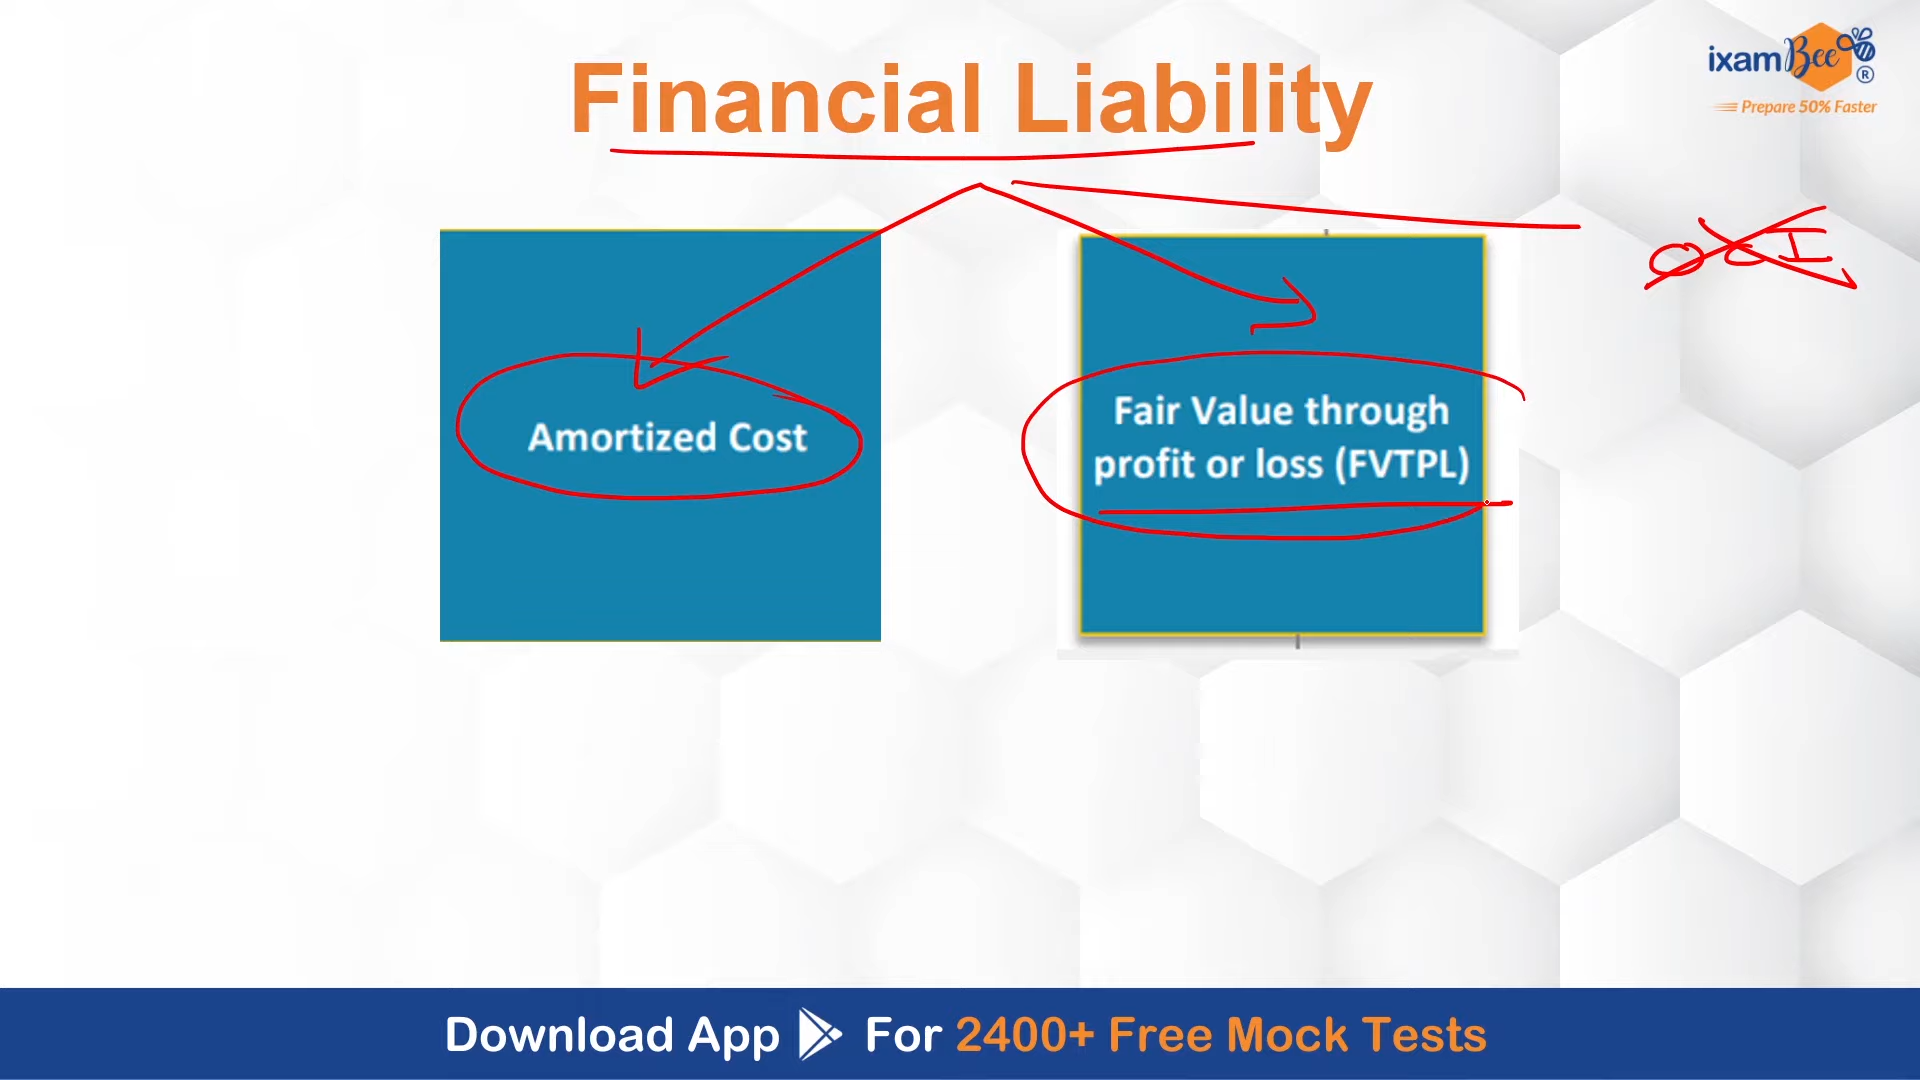 ixamBee®
Prepare 50% Faster
Financial Liability
OCI
Amortized Cost
Fair Value through
profit or loss (FVTPL)
Download App For 2400+ Free Mock Tests